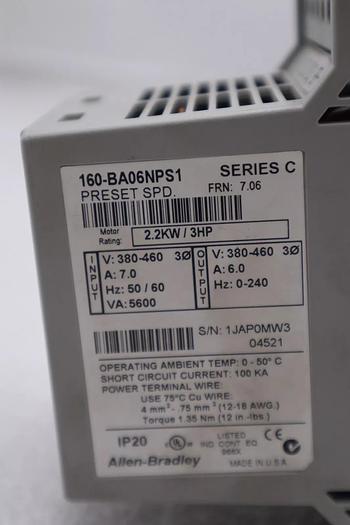 160-BA06NPS1 SERIES C
PRESET SPD. FRN: 7.06
Motor Rating: 2.2KW / 3HP
INPUT
V: 380-460 3Ø
A: 7.0
Hz: 50 / 60
VA: 5600
OUTPUT
V: 380-460 3Ø
A: 6.0
Hz: 0-240
S/N: 1JAP0MW3
04521
OPERATING AMBIENT TEMP: 0 - 50° C
SHORT CIRCUIT CURRENT: 100 KA
POWER TERMINAL WIRE:
USE 75°C Cu WIRE:
4 mm² - .75 mm² (12-18 AWG.)
Torque 1.35 Nm (12 in.-lbs.)
IP20 UL LISTED CE
IND CONT EQ
966X
Allen-Bradley MADE IN U.S.A.